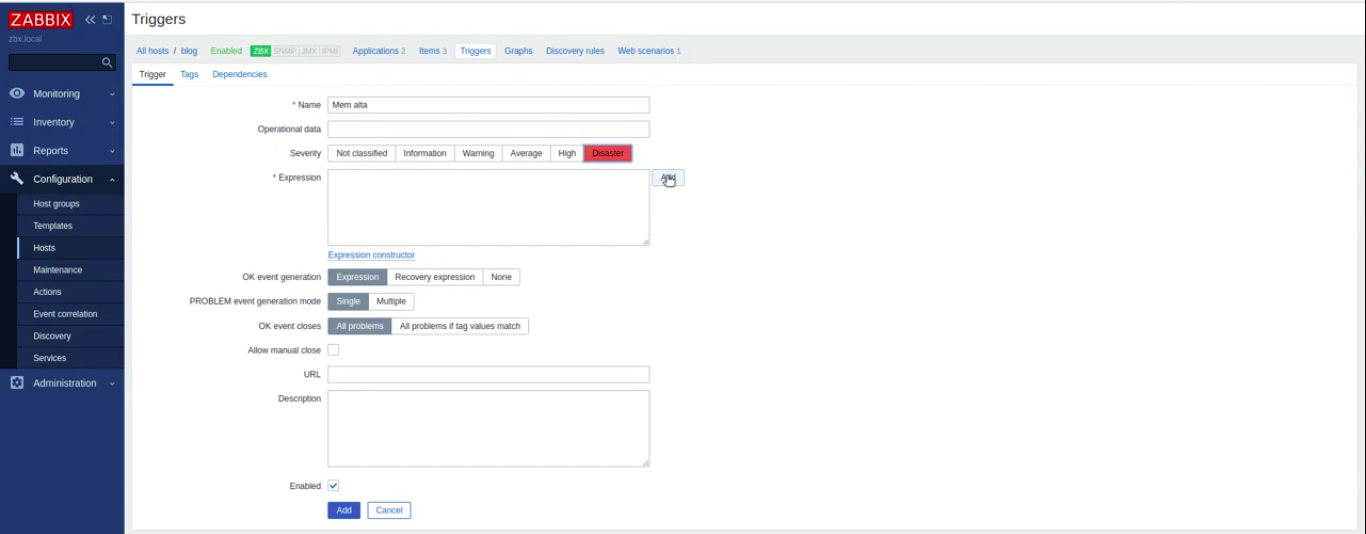 ZABBIX
Triggers
zbx.local
All hosts / blog Enabled ZBX SNMP JMX IPMI Applications 2 Items 3 Triggers Graphs Discovery rules Web scenarios 1
Trigger Tags Dependencies
Monitoring
Inventory
Reports
Configuration
Host groups
Templates
Hosts
Maintenance
Actions
Event correlation
Discovery
Services
Administration
* Name Mem alta
Operational data
Severity Not classified Information Warning Average High Disaster
* Expression Add
Expression constructor
OK event generation Expression Recovery expression None
PROBLEM event generation mode Single Multiple
OK event closes All problems All problems if tag values match
Allow manual close
URL
Description
Enabled
Add Cancel